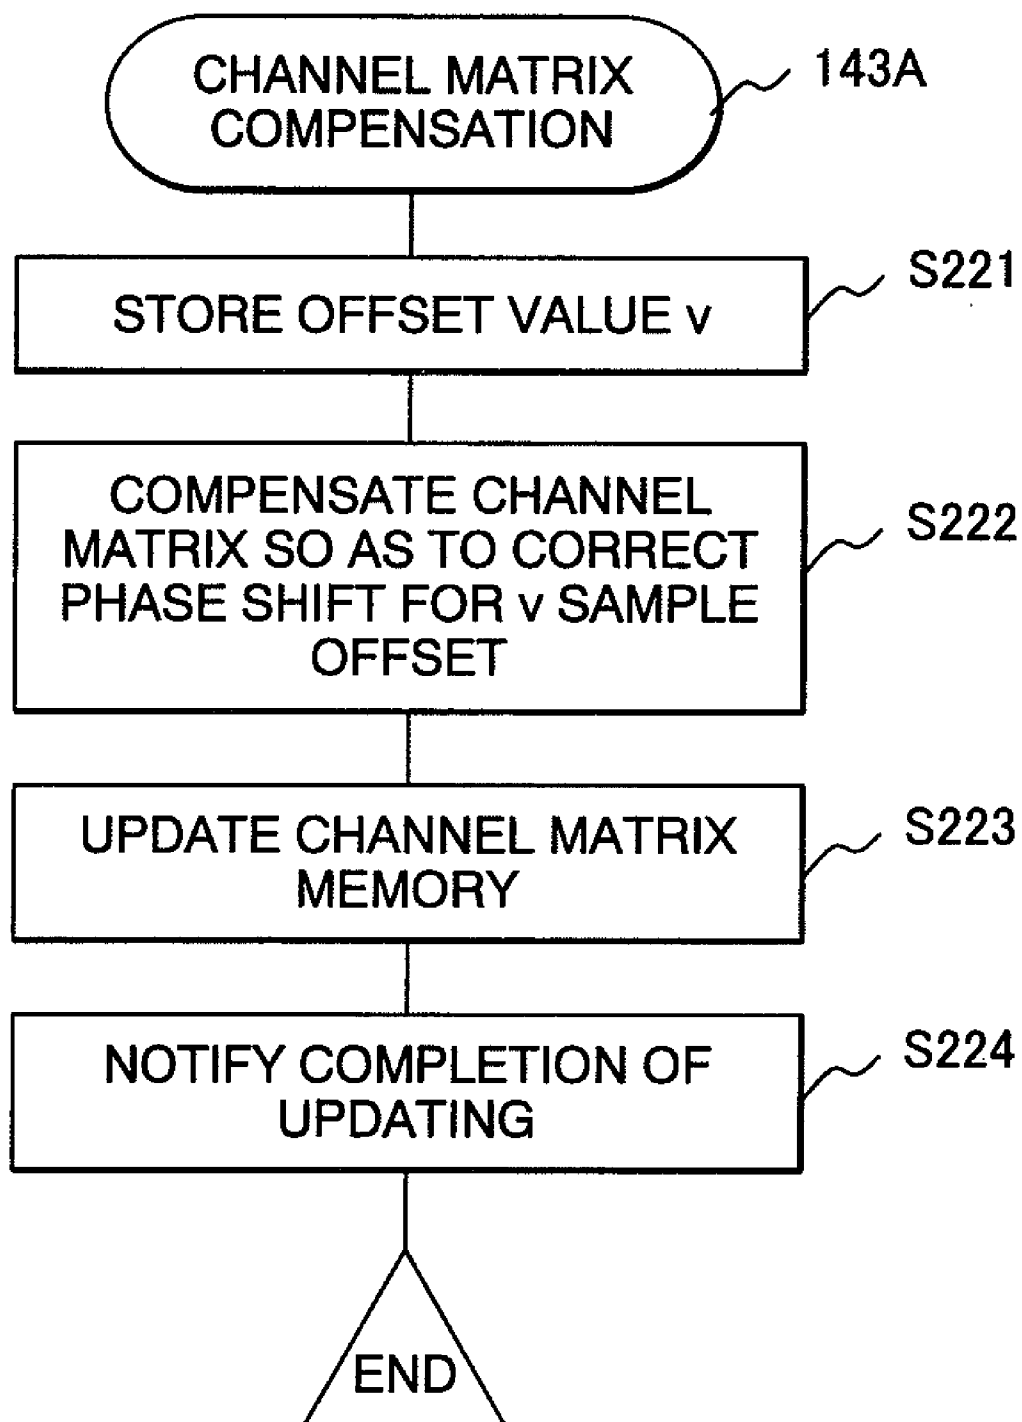 CHANNEL MATRIX
COMPENSATION
143A
STORE OFFSET VALUE v
S221
COMPENSATE CHANNEL
MATRIX SO AS TO CORRECT
PHASE SHIFT FOR v SAMPLE
OFFSET
S222
UPDATE CHANNEL MATRIX
MEMORY
S223
NOTIFY COMPLETION OF
UPDATING
S224
END